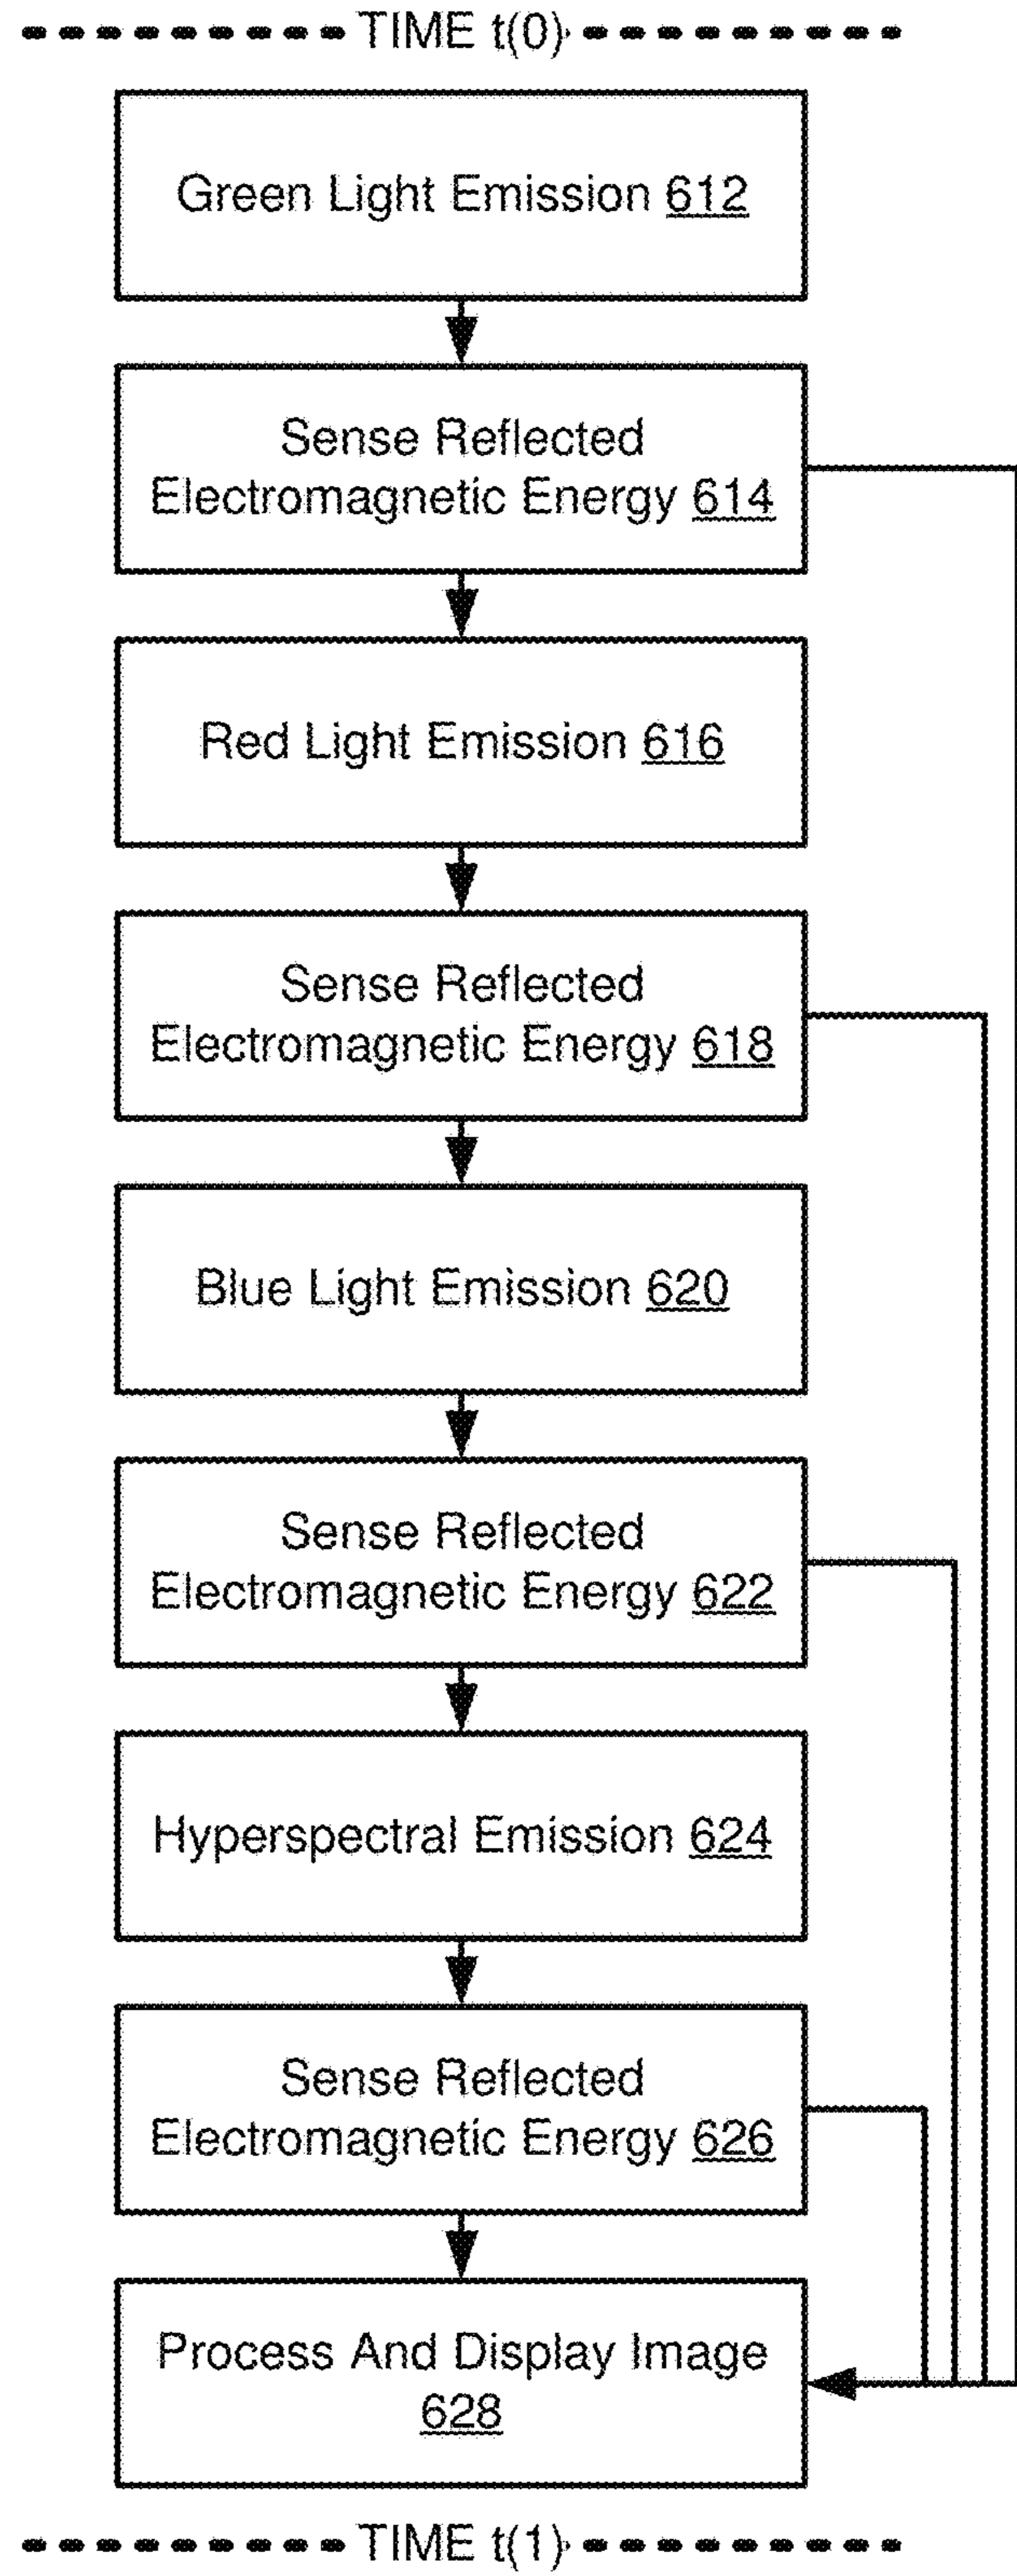 TIME t(0)
Green Light Emission 612
Sense Reflected
Electromagnetic Energy 614
Red Light Emission 616
Sense Reflected
Electromagnetic Energy 618
Blue Light Emission 620
Sense Reflected
Electromagnetic Energy 622
Hyperspectral Emission 624
Sense Reflected
Electromagnetic Energy 626
Process And Display Image
628
TIME t(1)